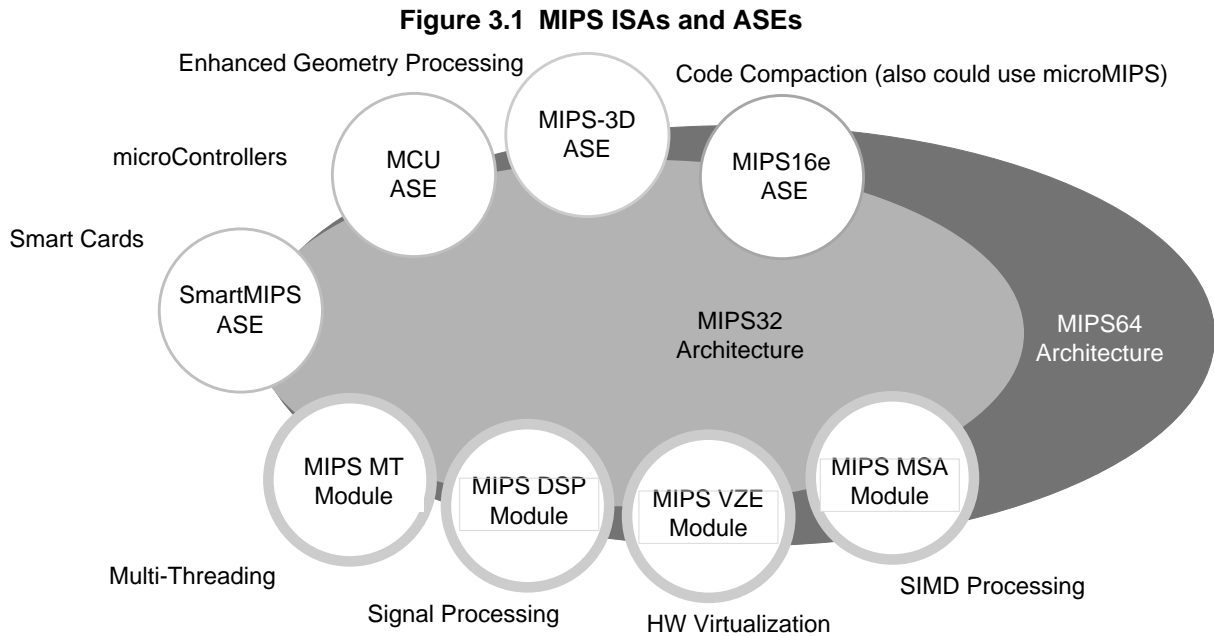 Figure 3.1 MIPS ISAs and ASEs
Enhanced Geometry Processing
Code Compaction (also could use microMIPS)
MIPS-3D
ASE
microControllers
MCU
ASE
MIPS16e
ASE
Smart Cards
SmartMIPS
ASE
MIPS32
Architecture
MIPS64
Architecture
MIPS MT
Module
MIPS DSP
Module
MIPS VZE
Module
MIPS MSA
Module
Multi-Threading
Signal Processing
HW Virtualization
SIMD Processing